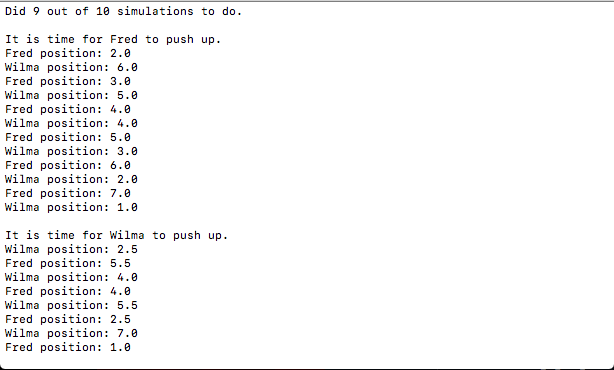 Did 9 out of 10 simulations to do.
It is time for Fred to push up.
Fred position: 2.0
Wilma position: 6.0
Fred position: 3.0
Wilma position: 5.0
Fred position: 4.0
Wilma position: 4.0
Fred position: 5.0
Wilma position: 3.0
Fred position: 6.0
Wilma position: 2.0
Fred position: 7.0
Wilma position: 1.0
It is time for Wilma to push up.
Wilma position: 2.5
Fred position: 5.5
Wilma position: 4.0
Fred position: 4.0
Wilma position: 5.5
Fred position: 2.5
Wilma position: 7.0
Fred position: 1.0